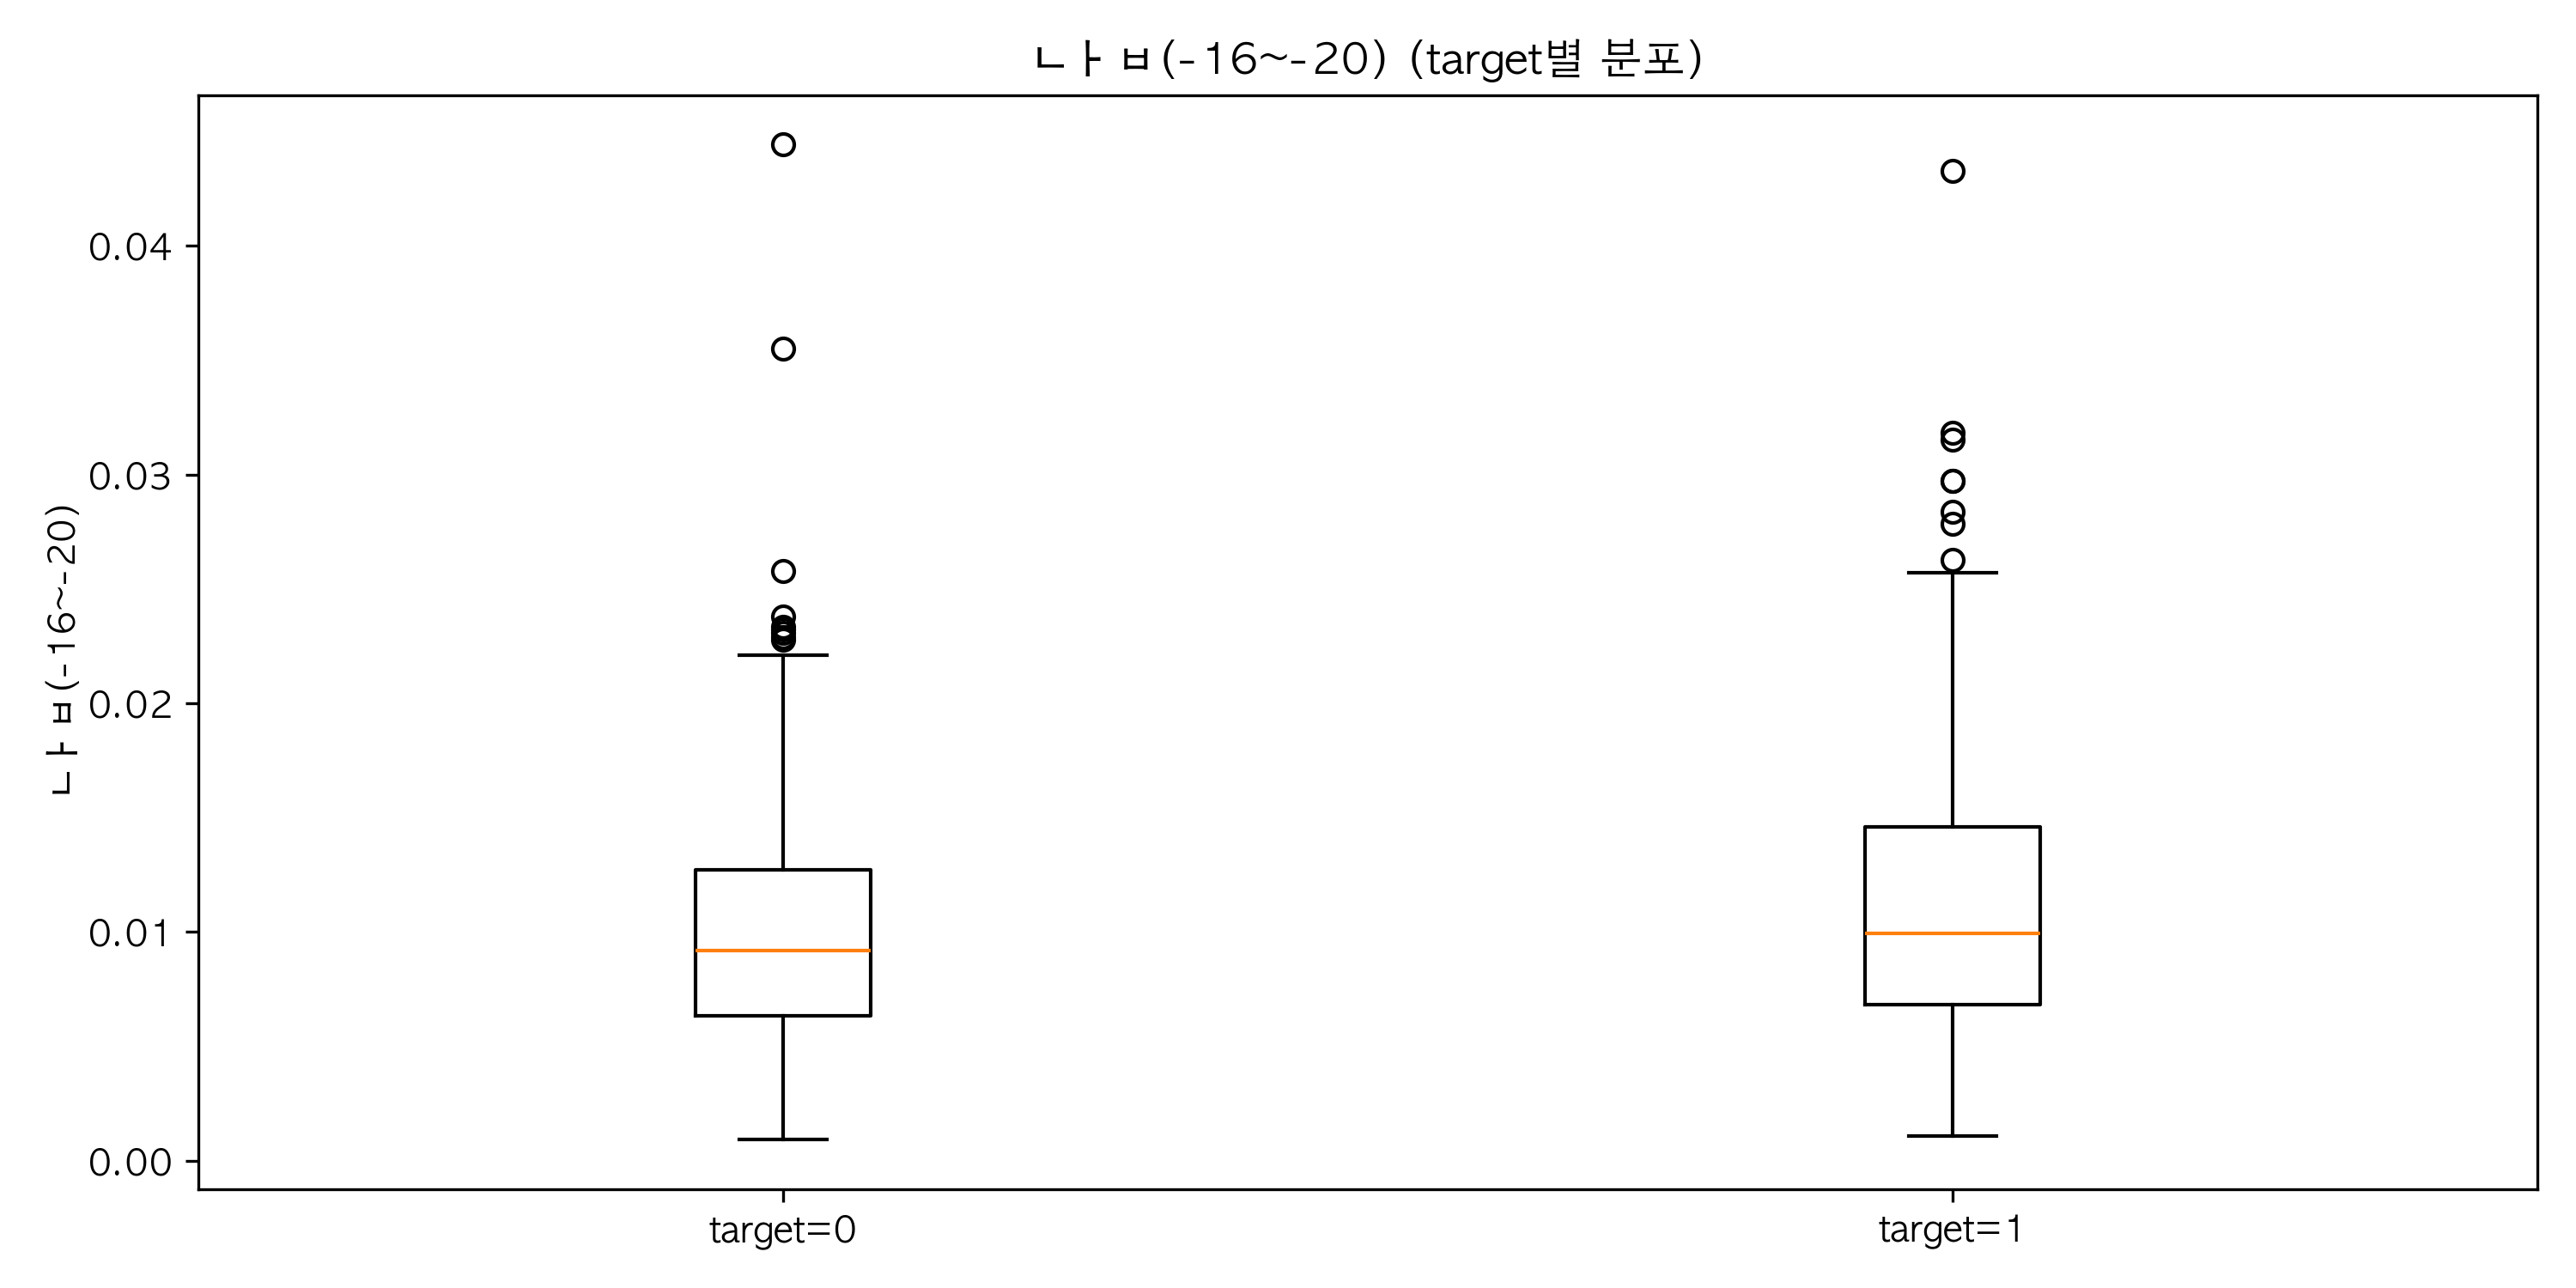 ㄴㅏㅂ(-16~-20) (target별 분포)
ㄴㅏㅂ(-16~-20)
0.04
0.03
0.02
0.01
0.00
target=0
target=1